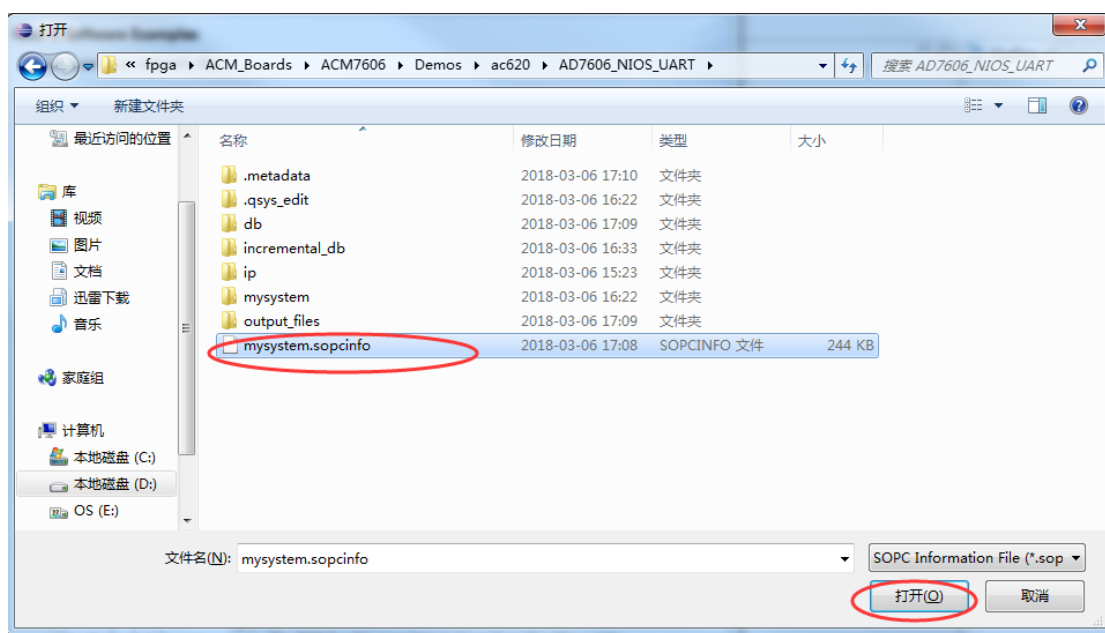 打开
« fpga ▸ ACM_Boards ▸ ACM7606 ▸ Demos ▸ ac620 ▸ AD7606_NIOS_UART ▸
搜索 AD7606_NIOS_UART
组织 ▼ 新建文件夹
最近访问的位置
库
视频
图片
文档
迅雷下载
音乐
家庭组
计算机
本地磁盘 (C:)
本地磁盘 (D:)
OS (E:)
名称 修改日期 类型 大小
.metadata 2018-03-06 17:10 文件夹
.qsys_edit 2018-03-06 16:22 文件夹
db 2018-03-06 17:09 文件夹
incremental_db 2018-03-06 16:33 文件夹
ip 2018-03-06 15:23 文件夹
mysystem 2018-03-06 16:22 文件夹
output_files 2018-03-06 17:09 文件夹
mysystem.sopcinfo 2018-03-06 17:08 SOPCINFO 文件 244 KB
文件名(N): mysystem.sopcinfo
SOPC Information File (*.sop
打开(O) 取消